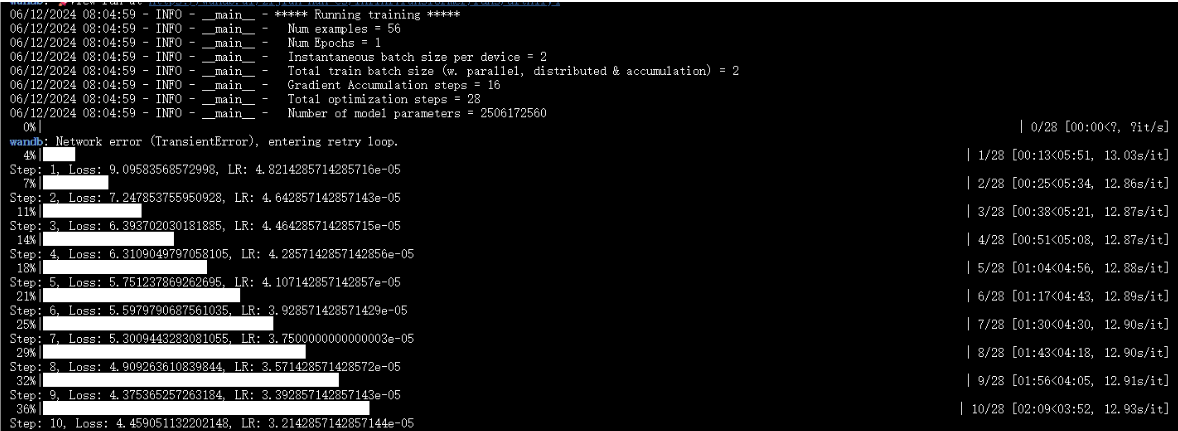 06/12/2024 08:04:59 - INFO - __main__ - ***** Running training *****
06/12/2024 08:04:59 - INFO - __main__ -   Num examples = 56
06/12/2024 08:04:59 - INFO - __main__ -   Num Epochs = 1
06/12/2024 08:04:59 - INFO - __main__ -   Instantaneous batch size per device = 2
06/12/2024 08:04:59 - INFO - __main__ -   Total train batch size (w. parallel, distributed & accumulation) = 2
06/12/2024 08:04:59 - INFO - __main__ -   Gradient Accumulation steps = 16
06/12/2024 08:04:59 - INFO - __main__ -   Total optimization steps = 28
06/12/2024 08:04:59 - INFO - __main__ -   Number of model parameters = 2506172560
0%| | 0/28 [00:00<?, ?it/s]
wandb: Network error (TransientError), entering retry loop.
4%| | 1/28 [00:13<05:51, 13.03s/it]
Step: 1, Loss: 9.09583568572998, LR: 4.8214285714285716e-05
7%| | 2/28 [00:25<05:34, 12.86s/it]
Step: 2, Loss: 7.247853755950928, LR: 4.642857142857143e-05
11%| | 3/28 [00:38<05:21, 12.87s/it]
Step: 3, Loss: 6.393702030181885, LR: 4.4642857142857145e-05
14%| | 4/28 [00:51<05:08, 12.87s/it]
Step: 4, Loss: 6.3109049797058105, LR: 4.2857142857142856e-05
18%| | 5/28 [01:04<04:56, 12.88s/it]
Step: 5, Loss: 5.751237869262695, LR: 4.107142857142857e-05
21%| | 6/28 [01:17<04:43, 12.89s/it]
Step: 6, Loss: 5.5979790687561035, LR: 3.928571428571429e-05
25%| | 7/28 [01:30<04:30, 12.90s/it]
Step: 7, Loss: 5.3009443283081055, LR: 3.7500000000000003e-05
29%| | 8/28 [01:43<04:18, 12.90s/it]
Step: 8, Loss: 4.909263610839844, LR: 3.571428571428572e-05
32%| | 9/28 [01:56<04:05, 12.91s/it]
Step: 9, Loss: 4.375365257263184, LR: 3.392857142857143e-05
36%| | 10/28 [02:09<03:52, 12.93s/it]
Step: 10, Loss: 4.459051132202148, LR: 3.2142857142857144e-05